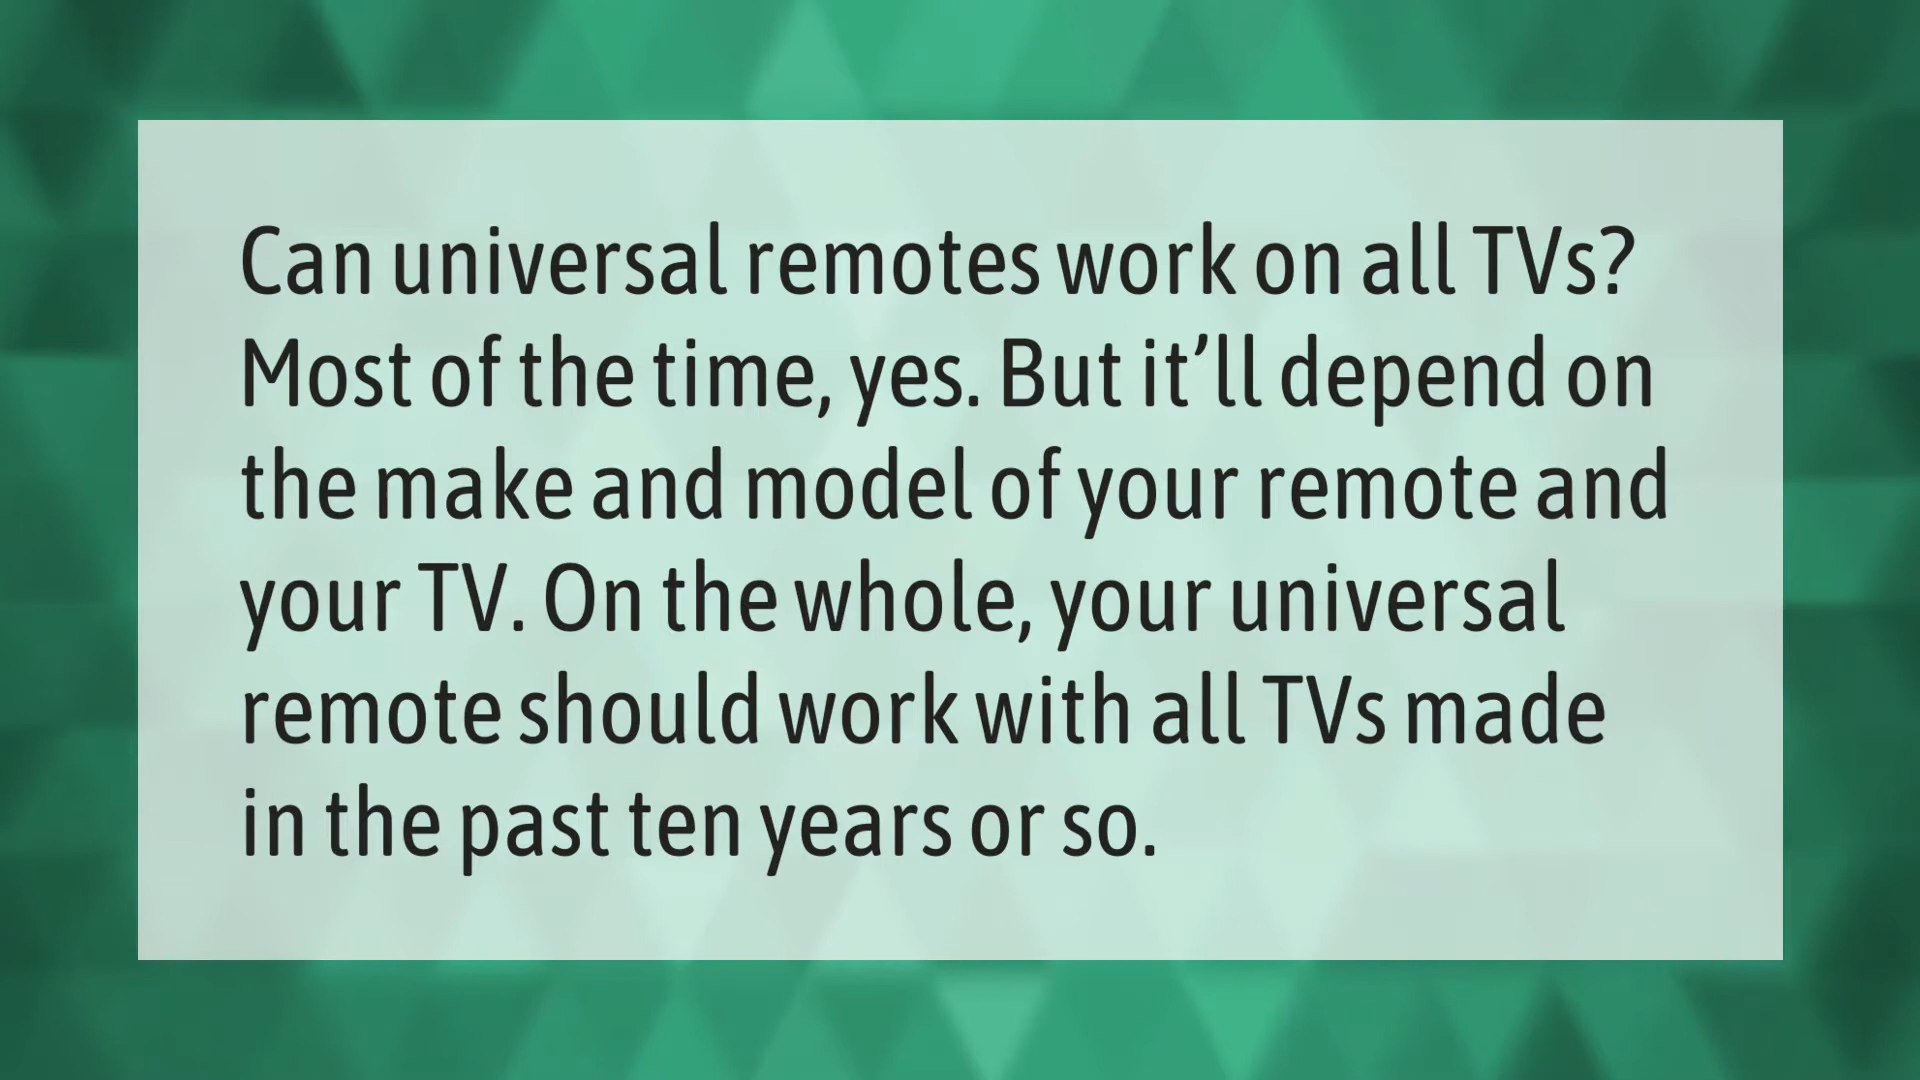 Can universal remotes work on all TVs?
Most of the time, yes. But it’ll depend on
the make and model of your remote and
your TV. On the whole, your universal
remote should work with all TVs made
in the past ten years or so.